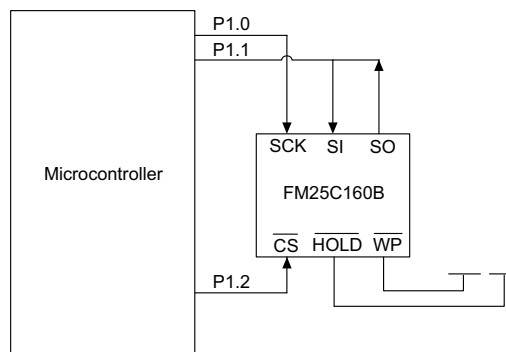 P1.0
P1.1
SCK SI SO
Microcontroller
FM25C160B
CS HOLD WP
P1.2